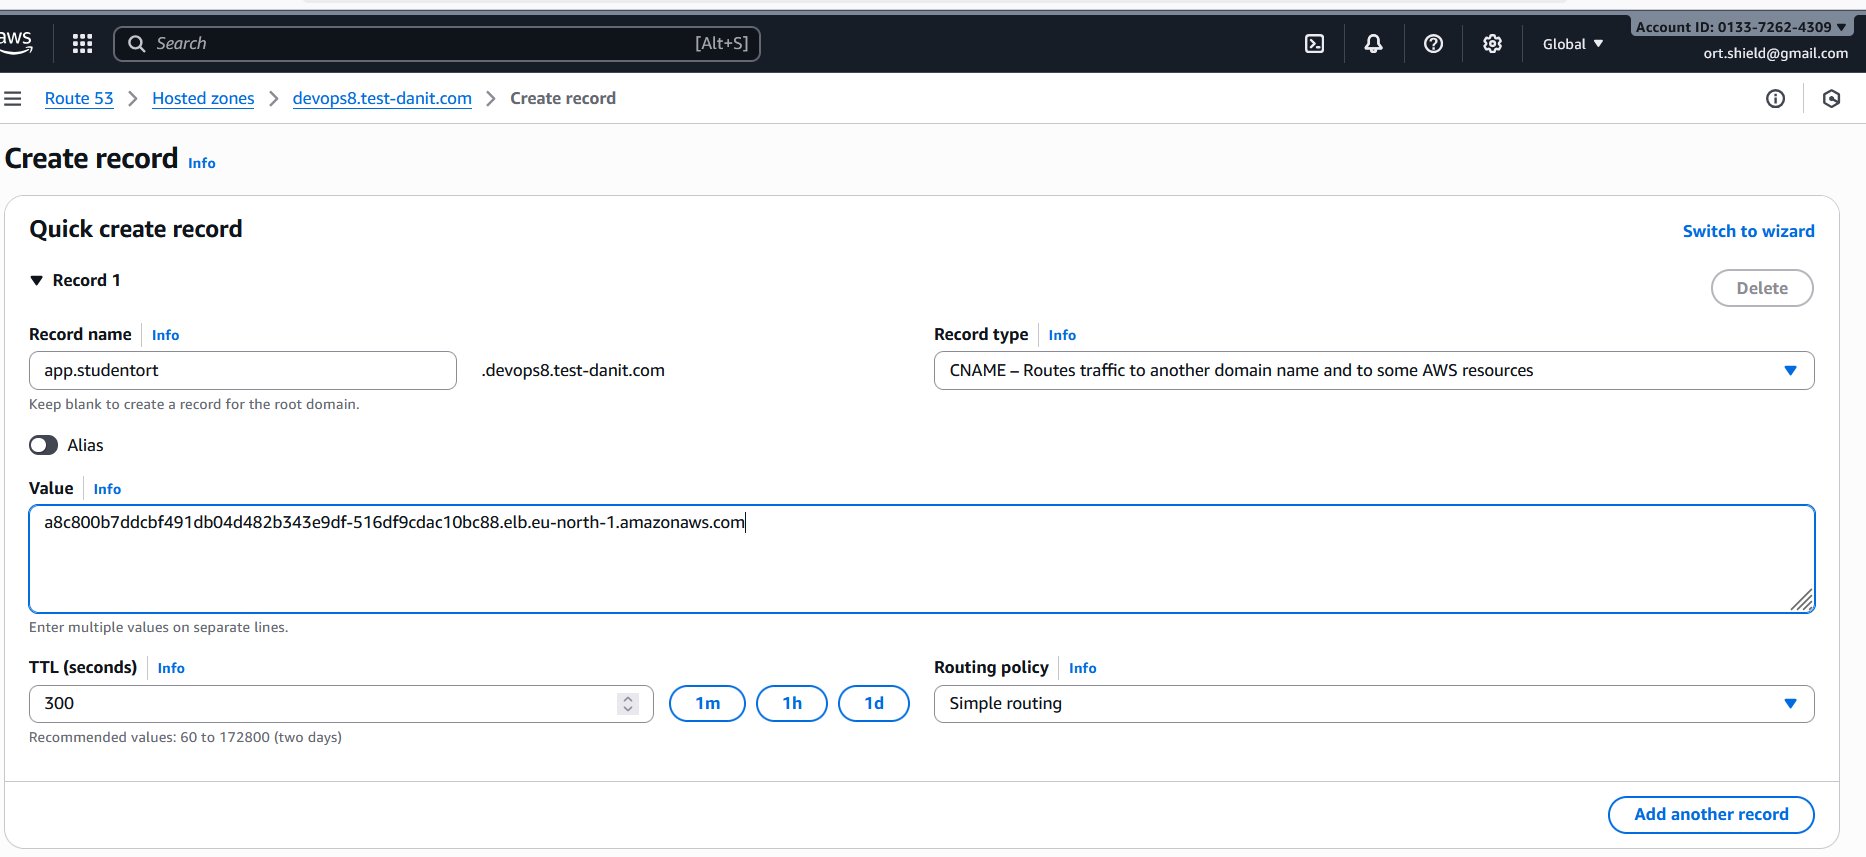 aws
Search [Alt+S]
Global
Account ID: 0133-7262-4309
ort.shield@gmail.com
Route 53 > Hosted zones > devops8.test-danit.com > Create record
Create record Info
Quick create record
Switch to wizard
Record 1
Delete
Record name Info
Record type Info
app.studentort .devops8.test-danit.com
CNAME – Routes traffic to another domain name and to some AWS resources
Keep blank to create a record for the root domain.
Alias
Value Info
a8c800b7ddcbf491db04d482b343e9df-516df9cdac10bc88.elb.eu-north-1.amazonaws.com
Enter multiple values on separate lines.
TTL (seconds) Info
Routing policy Info
300 1m 1h 1d
Simple routing
Recommended values: 60 to 172800 (two days)
Add another record